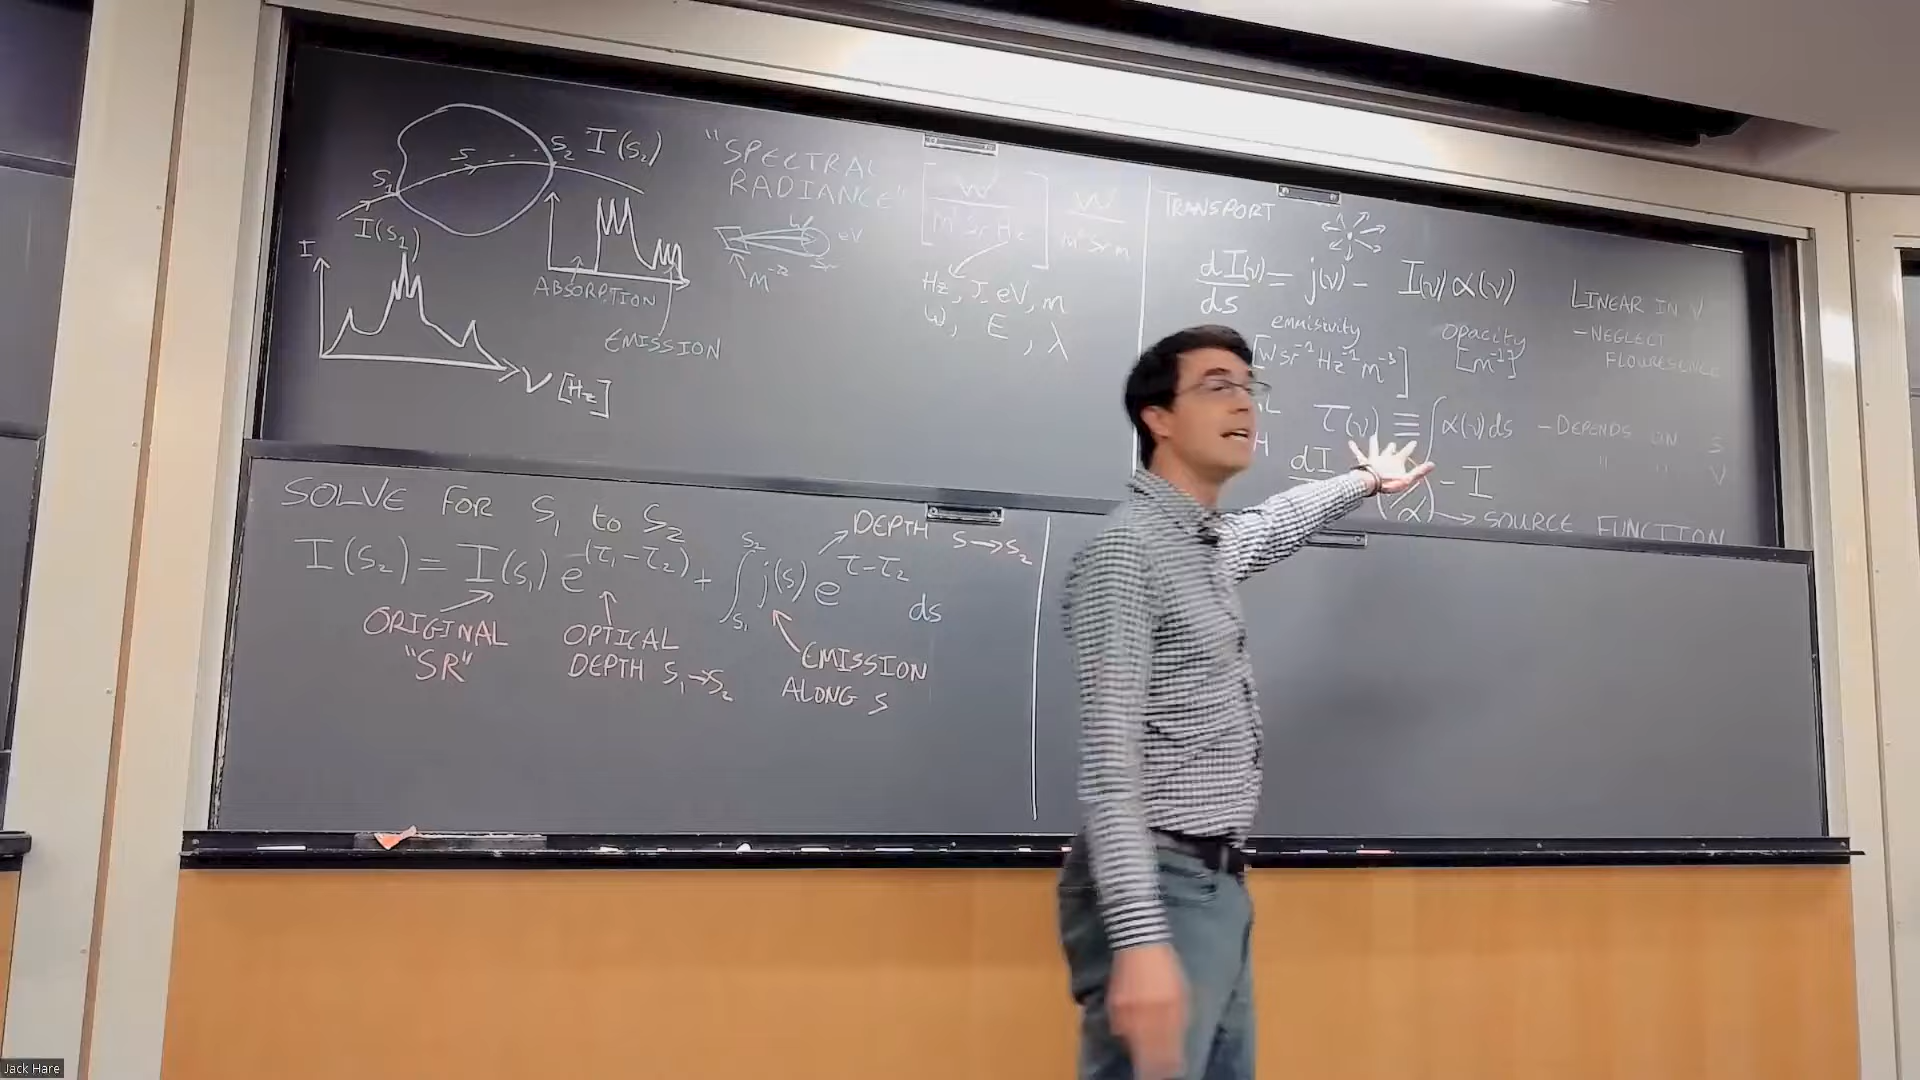 S₁
S
S₂ I(S₂)
I(S₁)
I
ν [Hz]
ABSORPTION
EMISSION
"SPECTRAL
RADIANCE"
[W / m² Sr Hz] W / m² Sr m
eV
Sr
m⁻²
Hz, J, eV, m
ω, E, λ
TRANSPORT
dI(ν)/ds = j(ν) - I(ν) α(ν)
emmisivity
[W sr⁻¹ Hz⁻¹ m⁻³]
opacity
[m⁻¹]
LINEAR IN ν
- NEGLECT
FLOURESENCE
τ(ν) ≡ ∫α(ν)ds - DEPENDS ON S
" " ν
dI
α) - I
→ SOURCE FUNCTION
SOLVE FOR S₁ to S₂
I(S₂) = I(S₁) e^(τ₁-τ₂) + ∫_{S₁}^{S₂} j(s) e^{τ-τ₂} ds
DEPTH S→S₂
ORIGINAL
"SR"
OPTICAL
DEPTH S₁→S₂
EMISSION
ALONG S
Jack Hare